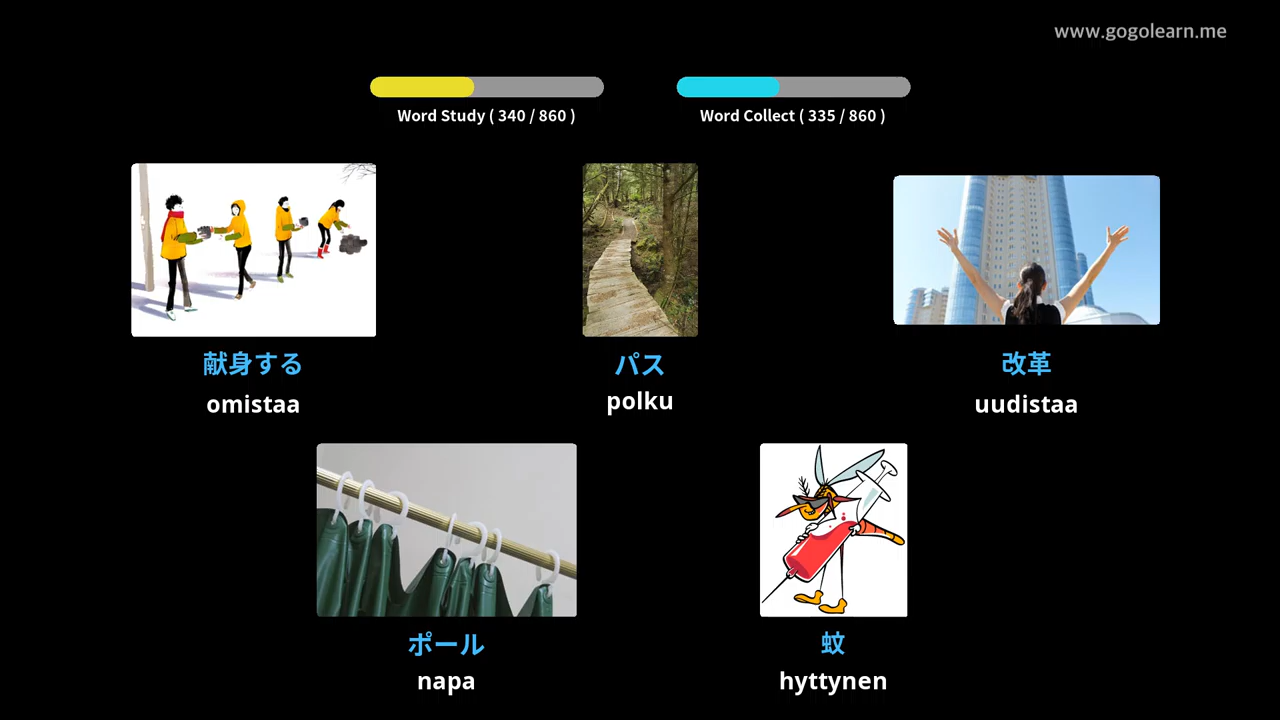 www.gogolearn.me
Word Study ( 340 / 860 )
Word Collect ( 335 / 860 )
献身する
omistaa
パス
polku
改革
uudistaa
ポール
napa
蚊
hyttynen